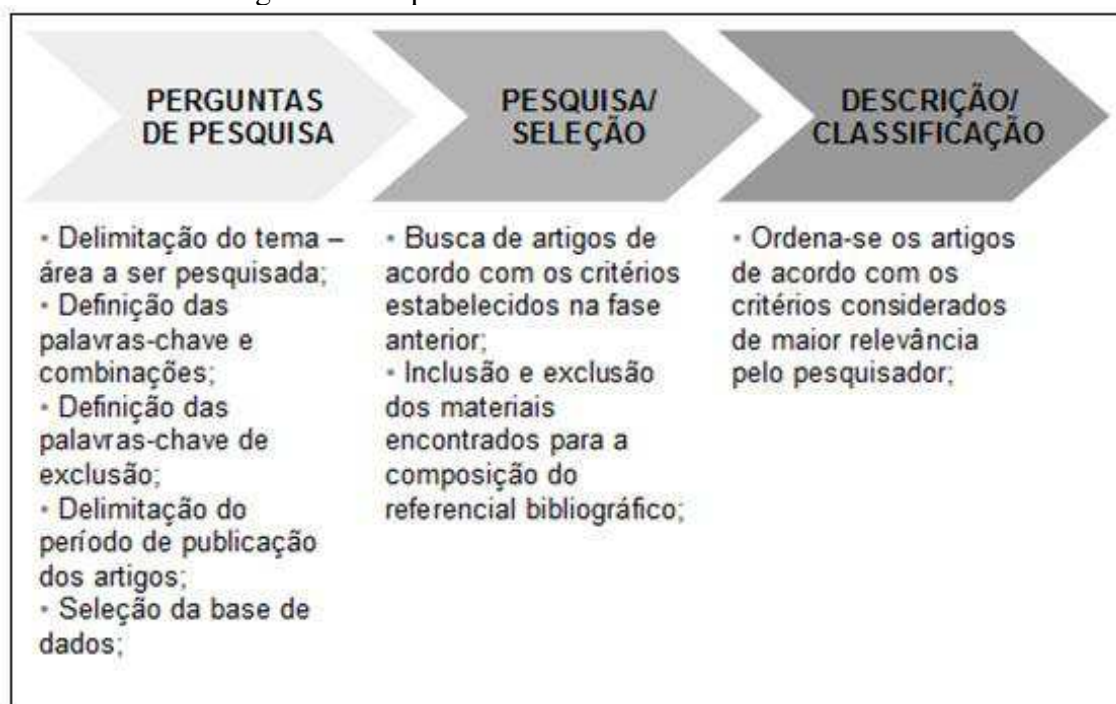 PERGUNTAS
DE PESQUISA
• Delimitação do tema –
área a ser pesquisada;
• Definição das
palavras-chave e
combinações;
• Definição das
palavras-chave de
exclusão;
• Delimitação do
período de publicação
dos artigos;
• Seleção da base de
dados;
PESQUISA/
SELEÇÃO
• Busca de artigos de
acordo com os critérios
estabelecidos na fase
anterior;
• Inclusão e exclusão
dos materiais
encontrados para a
composição do
referencial bibliográfico;
DESCRIÇÃO/
CLASSIFICAÇÃO
• Ordena-se os artigos
de acordo com os
critérios considerados
de maior relevância
pelo pesquisador;